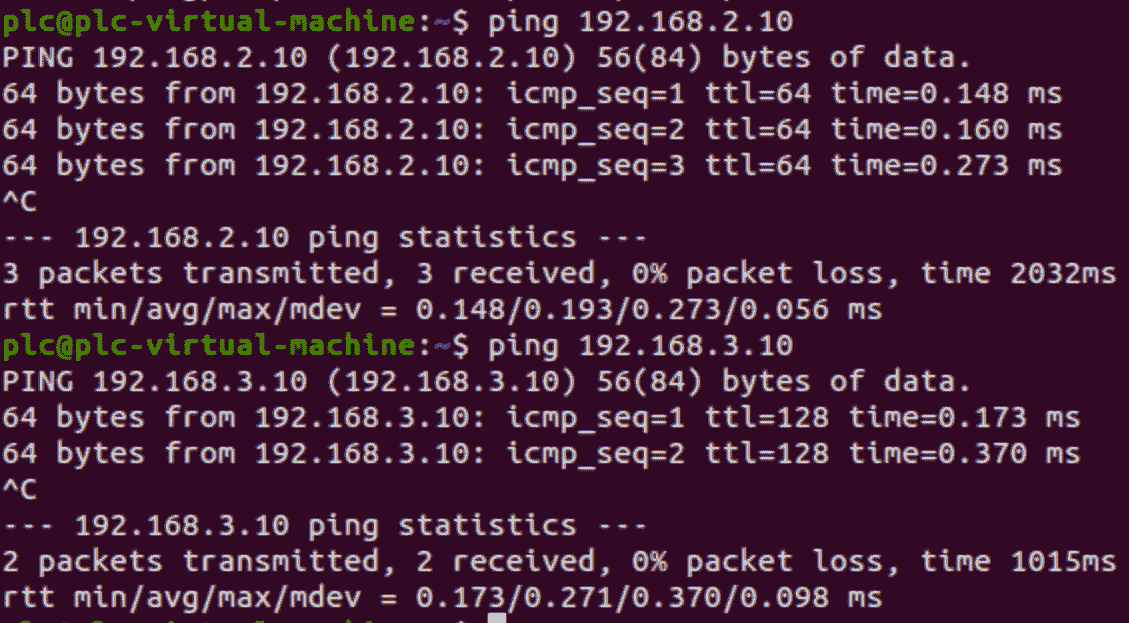 plc@plc-virtual-machine:~$ ping 192.168.2.10
PING 192.168.2.10 (192.168.2.10) 56(84) bytes of data.
64 bytes from 192.168.2.10: icmp_seq=1 ttl=64 time=0.148 ms
64 bytes from 192.168.2.10: icmp_seq=2 ttl=64 time=0.160 ms
64 bytes from 192.168.2.10: icmp_seq=3 ttl=64 time=0.273 ms
^C
--- 192.168.2.10 ping statistics ---
3 packets transmitted, 3 received, 0% packet loss, time 2032ms
rtt min/avg/max/mdev = 0.148/0.193/0.273/0.056 ms
plc@plc-virtual-machine:~$ ping 192.168.3.10
PING 192.168.3.10 (192.168.3.10) 56(84) bytes of data.
64 bytes from 192.168.3.10: icmp_seq=1 ttl=128 time=0.173 ms
64 bytes from 192.168.3.10: icmp_seq=2 ttl=128 time=0.370 ms
^C
--- 192.168.3.10 ping statistics ---
2 packets transmitted, 2 received, 0% packet loss, time 1015ms
rtt min/avg/max/mdev = 0.173/0.271/0.370/0.098 ms